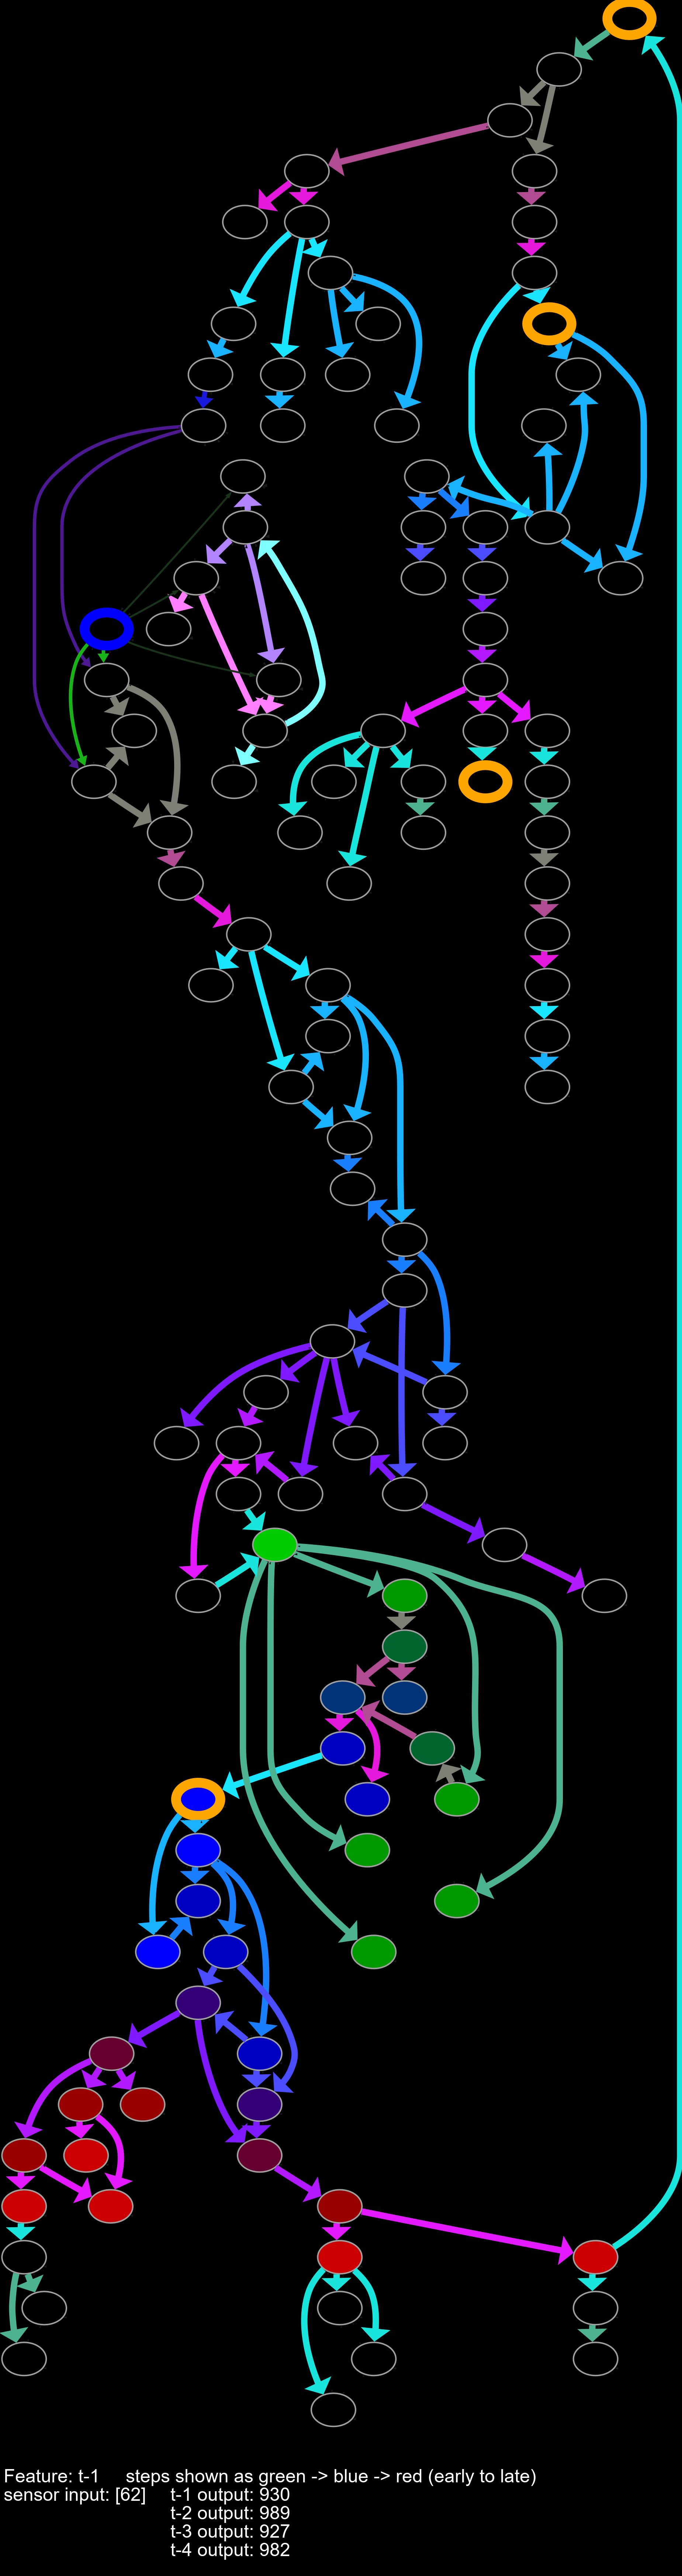 Feature: t-1     steps shown as green -> blue -> red (early to late)
sensor input: [62]     t-1 output: 930
t-2 output: 989
t-3 output: 927
t-4 output: 982